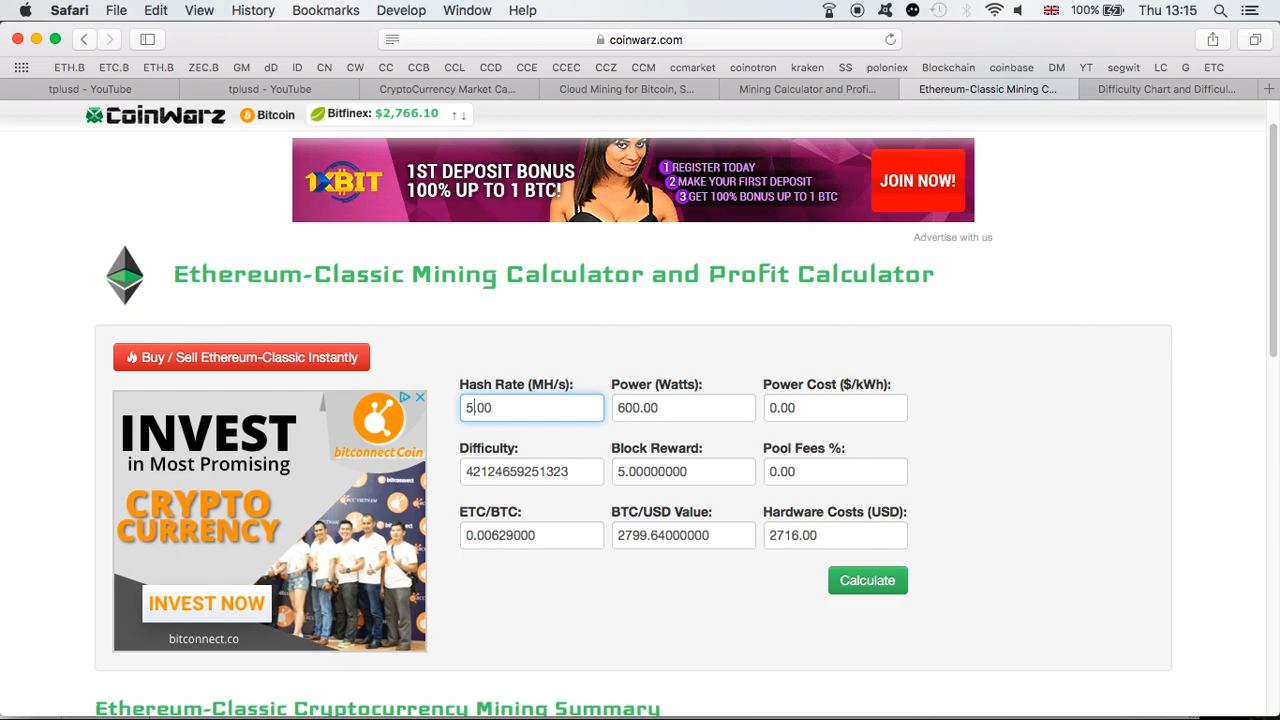 Safari File Edit View History Bookmarks Develop Window Help 100% Thu 13:15
coinwarz.com
ETH.B ETC.B ETH.B ZEC.B GM dD ID CN CW CC CCB CCL CCD CCE CCEC CCZ CCM ccmarket coinotron kraken SS poloniex Blockchain coinbase DM YT segwit LC G ETC
tplusd - YouTube tplusd - YouTube CryptoCurrency Market Ca... Cloud Mining for Bitcoin, S... Mining Calculator and Profi... Ethereum-Classic Mining C... Difficulty Chart and Difficul...
CoinWarz Bitcoin Bitfinex: $2,766.10 ↑ ↓
1XBIT 1ST DEPOSIT BONUS
100% UP TO 1 BTC!
1 REGISTER TODAY
2 MAKE YOUR FIRST DEPOSIT
3 GET 100% BONUS UP TO 1 BTC
JOIN NOW!
Advertise with us
Ethereum-Classic Mining Calculator and Profit Calculator
Buy / Sell Ethereum-Classic Instantly
INVEST
in Most Promising
CRYPTO
CURRENCY
INVEST NOW
bitconnect.co
bitconnectCoin
Hash Rate (MH/s): Power (Watts): Power Cost ($/kWh):
5.00 600.00 0.00
Difficulty: Block Reward: Pool Fees %:
42124659251323 5.00000000 0.00
ETC/BTC: BTC/USD Value: Hardware Costs (USD):
0.00629000 2799.64000000 2716.00
Calculate
Ethereum-Classic Cryptocurrency Mining Summary